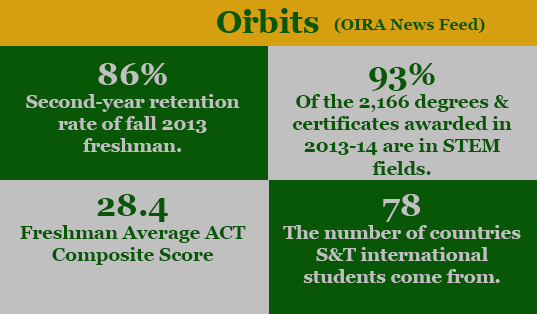 Orbits (OIRA News Feed)
86%
Second-year retention
rate of fall 2013
freshman.
93%
Of the 2,166 degrees &
certificates awarded in
2013-14 are in STEM
fields.
28.4
Freshman Average ACT
Composite Score
78
The number of countries
S&T international
students come from.